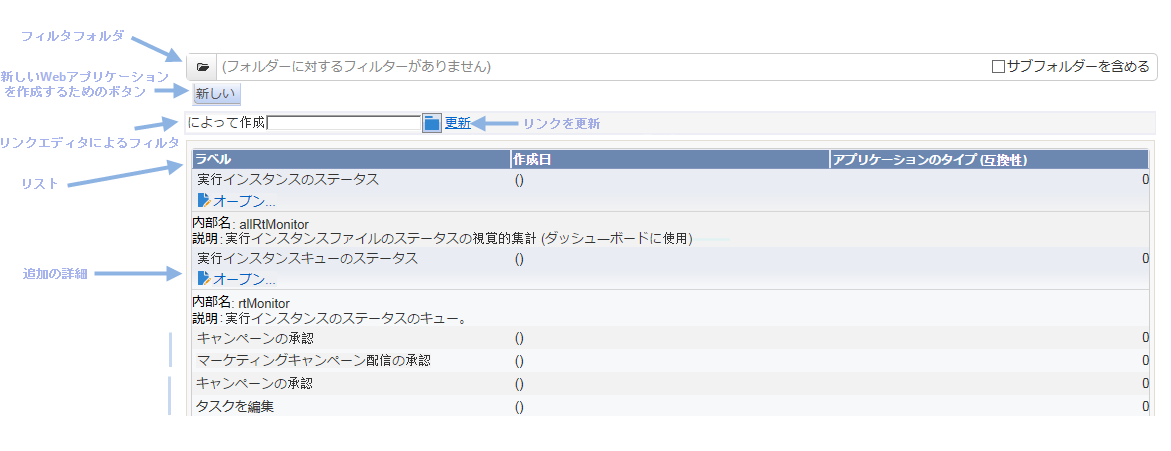 フィルタフォルダ
(フォルダーに対するフィルターがありません)
サブフォルダーを含める
新しいWebアプリケーション
を作成するためのボタン
新しい
によって作成 更新
リンクを更新
リンクエディタによるフィルタ
ラベル 作成日 アプリケーションのタイプ (互換性)
リスト
実行インスタンスのステータス () 0
オープン...
内部名: allRtMonitor
説明: 実行インスタンスファイルのステータスの視覚的集計 (ダッシュ―ボードに使用)
実行インスタンスキューのステータス () 0
追加の詳細
オープン...
内部名: rtMonitor
説明: 実行インスタンスのステータスのキュー。
キャンペーンの承認 () 0
マーケティングキャンペーン配信の承認 () 0
キャンペーンの承認 () 0
タスクを編集 () 0